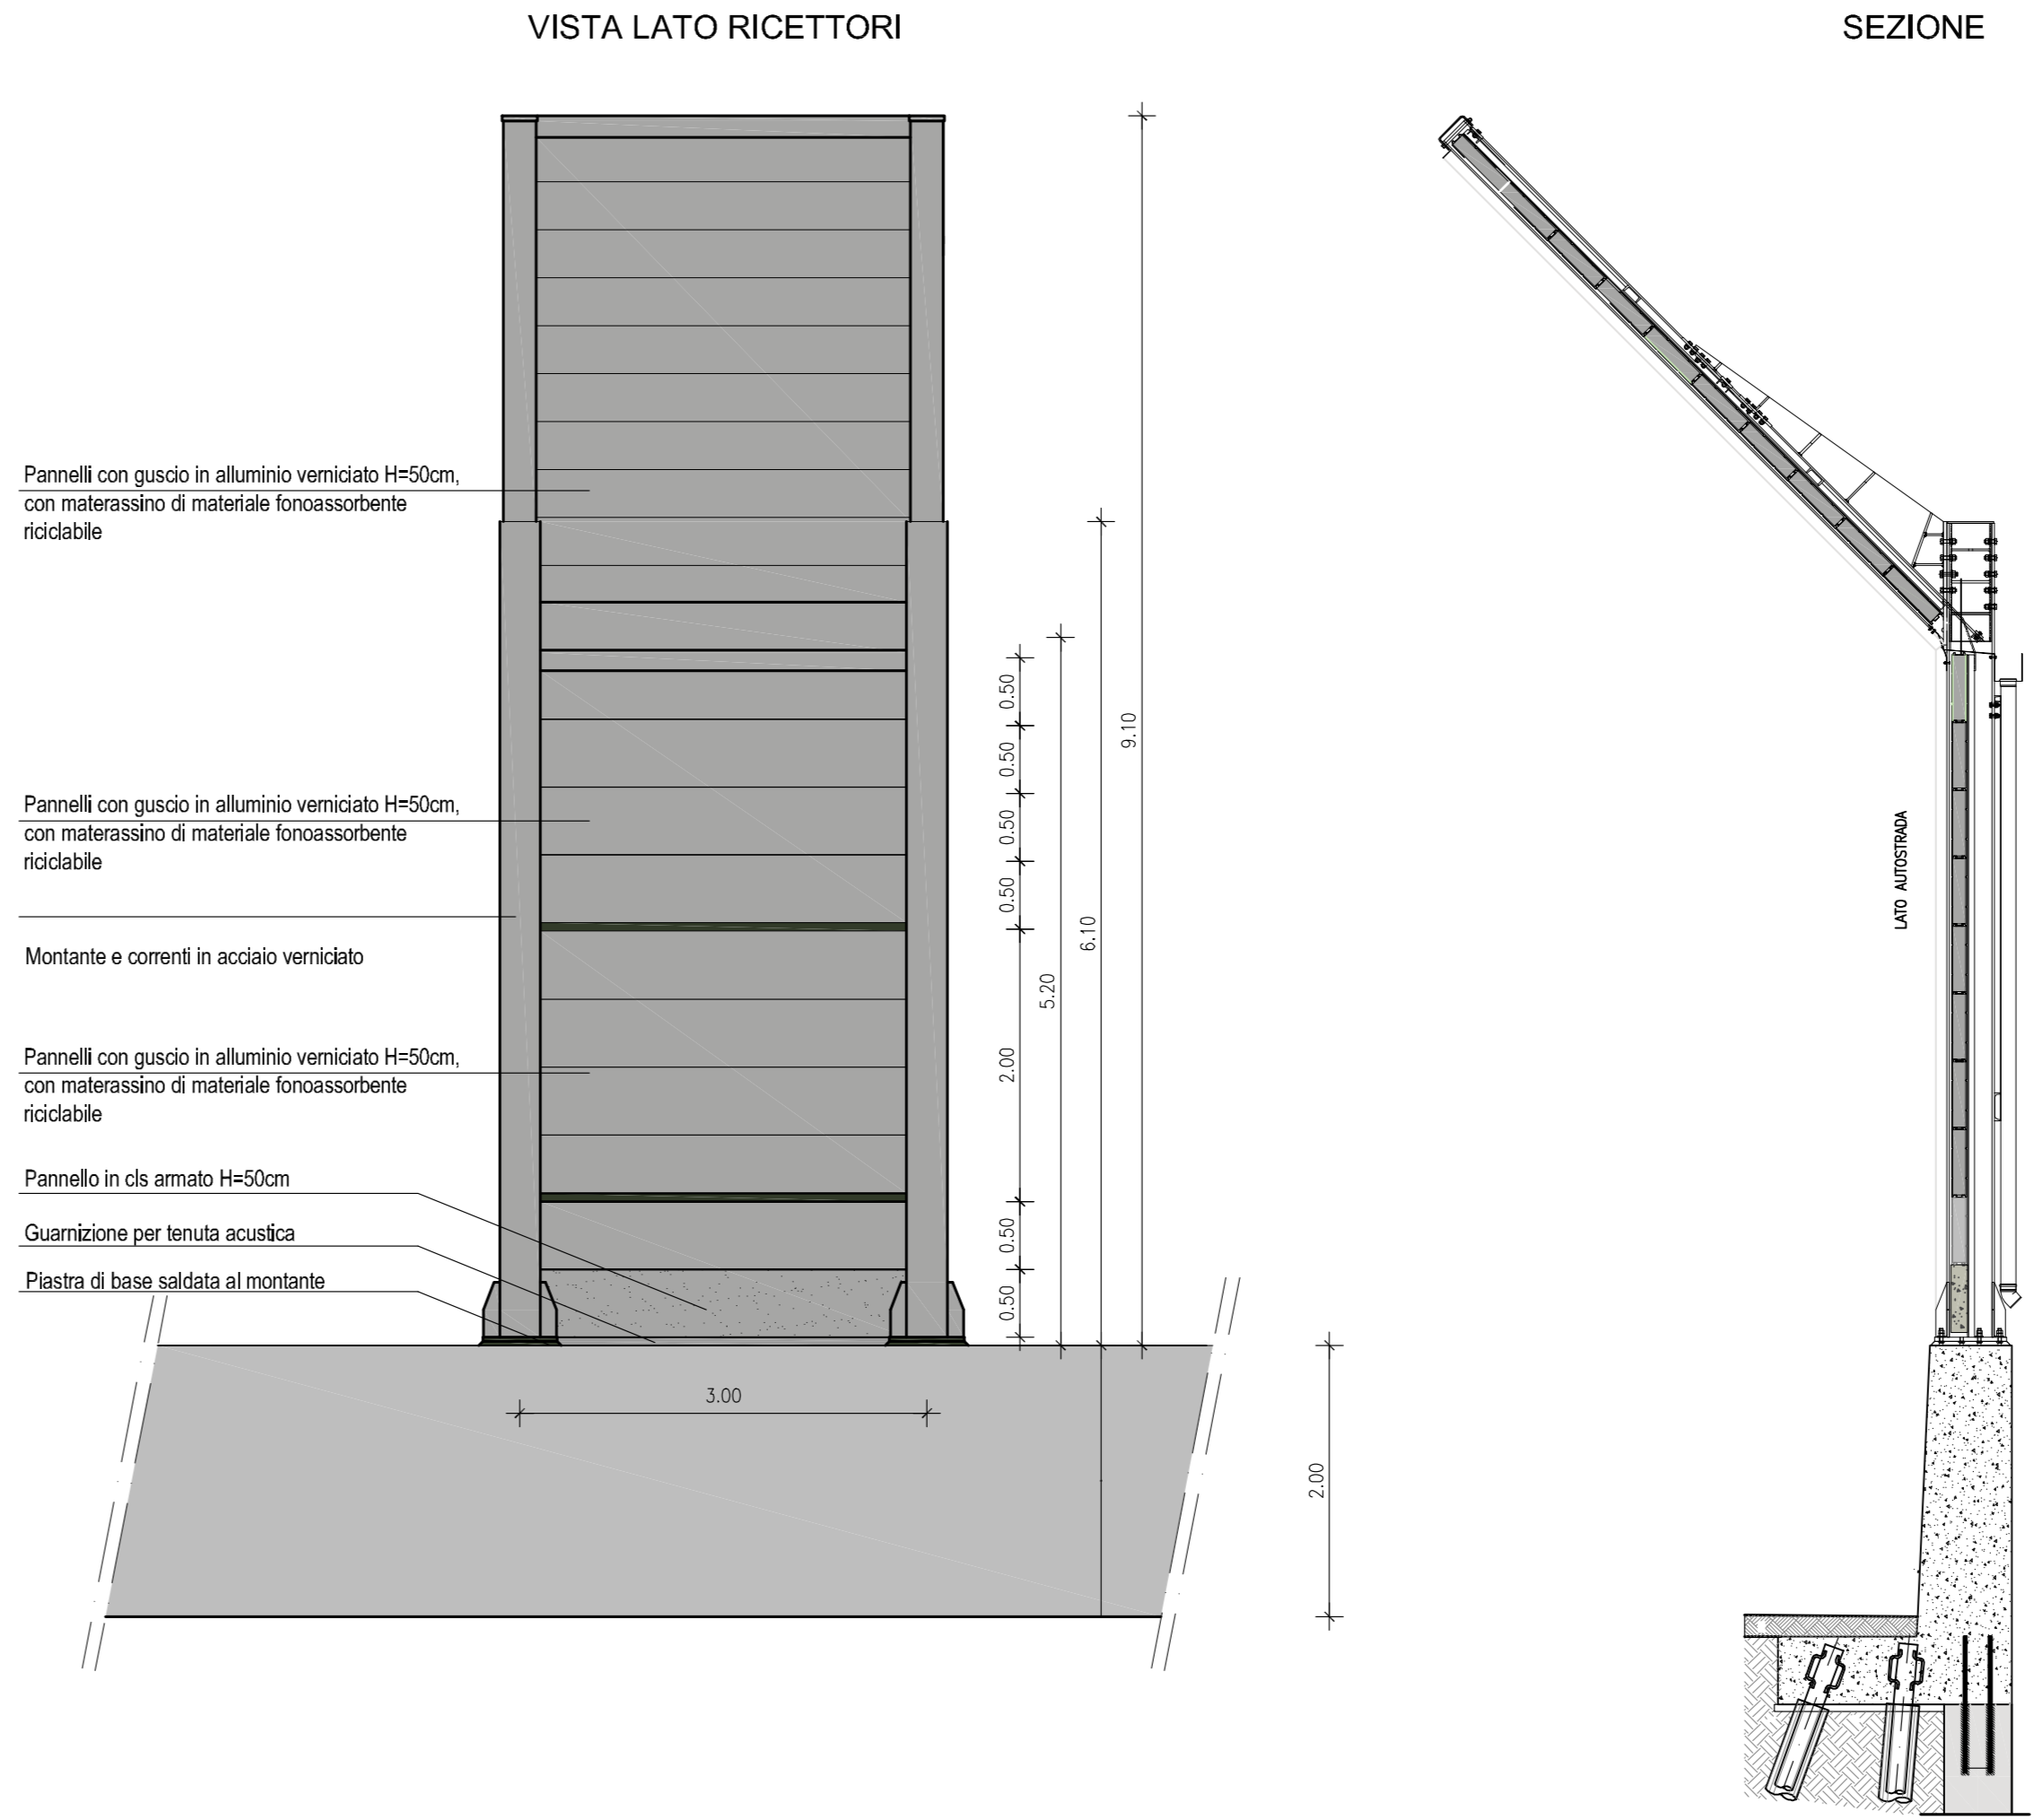 VISTA LATO RICETTORI
SEZIONE
Pannelli con guscio in alluminio verniciato H=50cm,
con materassino di materiale fonoassorbente
riciclabile
Pannelli con guscio in alluminio verniciato H=50cm,
con materassino di materiale fonoassorbente
riciclabile
Montante e correnti in acciaio verniciato
Pannelli con guscio in alluminio verniciato H=50cm,
con materassino di materiale fonoassorbente
riciclabile
Pannello in cls armato H=50cm
Guarnizione per tenuta acustica
Piastra di base saldata al montante
0.50
0.50
0.50
0.50
2.00
0.50
0.50
5.20
6.10
9.10
3.00
2.00
LATO AUTOSTRADA